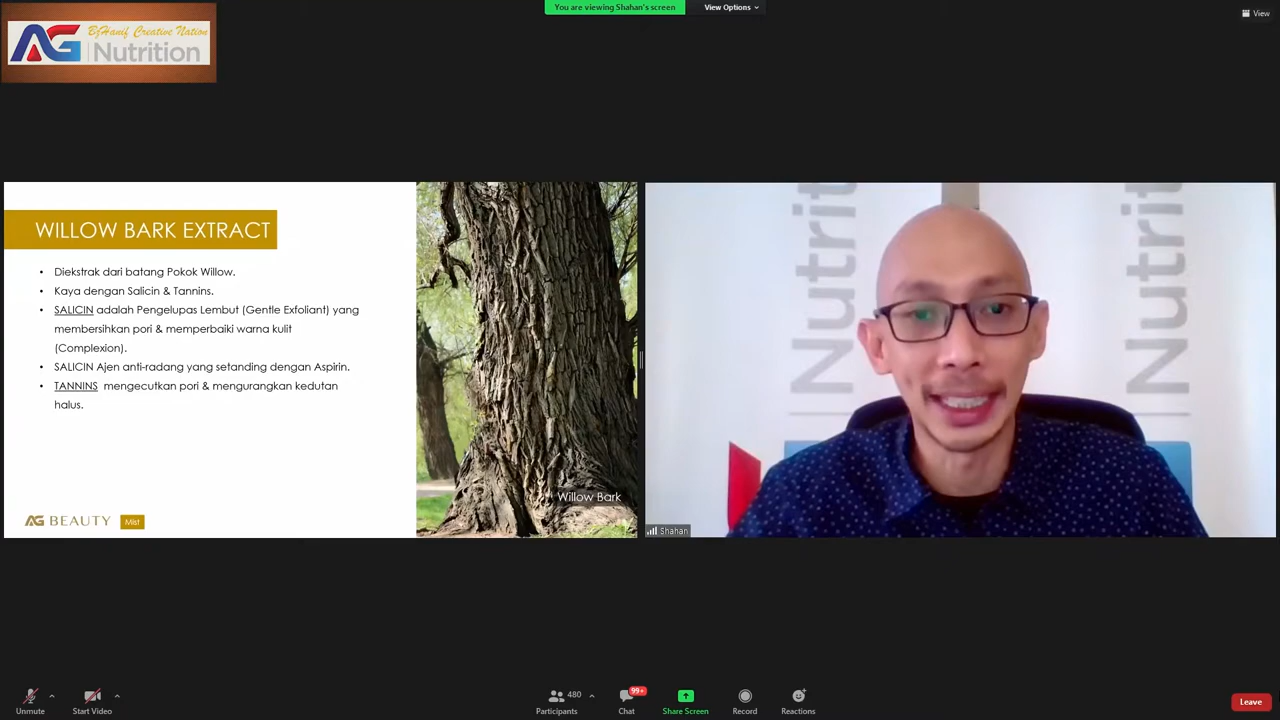 You are viewing Shahan's screen
View Options
View
BzHanif Creative Nation
AG Nutrition
WILLOW BARK EXTRACT
• Diekstrak dari batang Pokok Willow.
• Kaya dengan Salicin & Tannins.
• SALICIN adalah Pengelupas Lembut (Gentle Exfoliant) yang
membersihkan pori & memperbaiki warna kulit
(Complexion).
• SALICIN Ajen anti-radang yang setanding dengan Aspirin.
• TANNINS mengecutkan pori & mengurangkan kedutan
halus.
Willow Bark
AG BEAUTY Mist
Nutrit
Nutrit
Shahan
Unmute
Start Video
480
Participants
99+
Chat
Share Screen
Record
Reactions
Leave